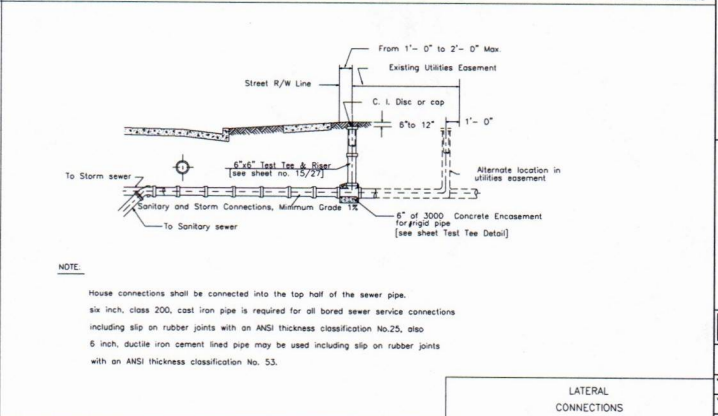 From 1'- 0" to 2'- 0" Max.
Existing Utilities Easement
Street R/W Line
C. I. Disc or cap
6"to 12"
1'- 0"
6"x6" Test Tee & Riser
[see sheet no. 15/27]
To Storm sewer
Alternate location in
utilities easement
Sanitary and Storm Connections, Minimum Grade 1%
To Sanitary sewer
6" of 3000 Concrete Encasement
for rigid pipe
[see sheet Test Tee Detail]
NOTE:
House connections shall be connected into the top half of the sewer pipe.
six inch, class 200, cast iron pipe is required for all bored sewer service connections
including slip on rubber joints with an ANSI thickness classification No.25, also
6 inch, ductile iron cement lined pipe may be used including slip on rubber joints
with an ANSI thickness classification No. 53.
LATERAL
CONNECTIONS